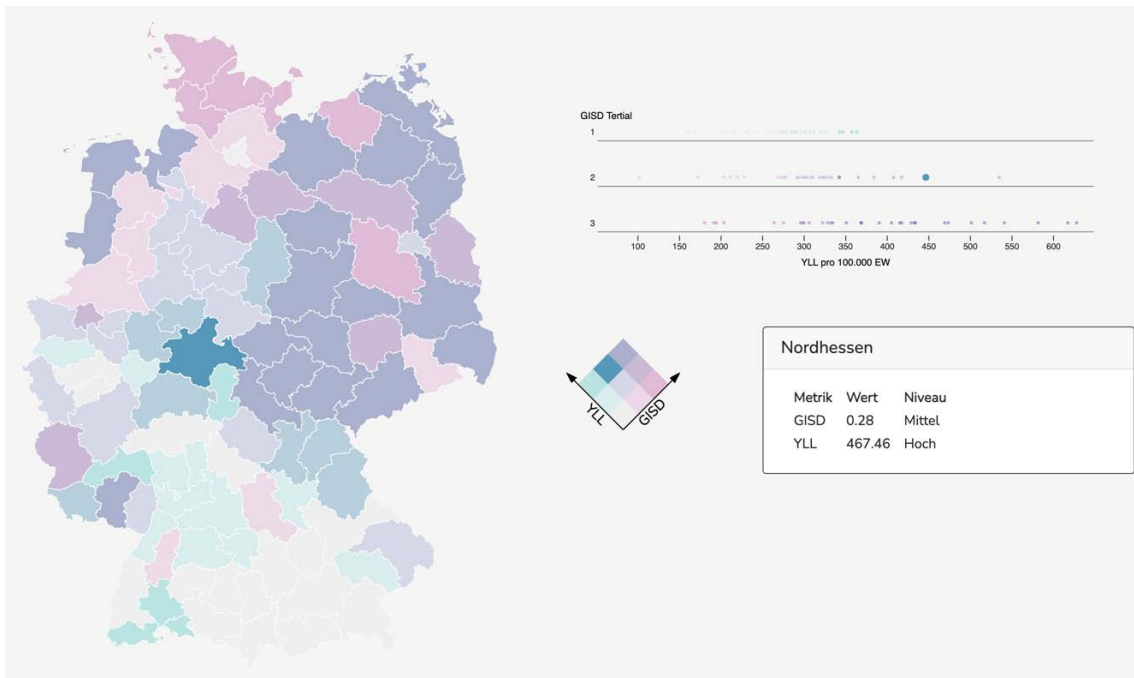 GISD Tertial
1
2
3
100 150 200 250 300 350 400 450 500 550 600
YLL pro 100.000 EW
YLL GISD
Nordhessen
Metrik Wert Niveau
GISD 0.28 Mittel
YLL 467.46 Hoch